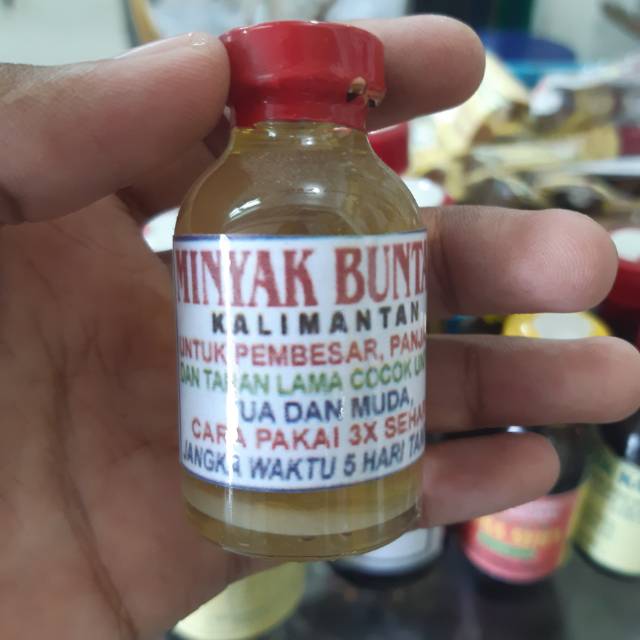 MINYAK BUNTA
KALIMANTAN
UNTUK PEMBESAR, PANJA
DAN TAHAN LAMA COCOK UN
TUA DAN MUDA,
CARA PAKAI 3X SEHA
JANGKA WAKTU 5 HARI TA